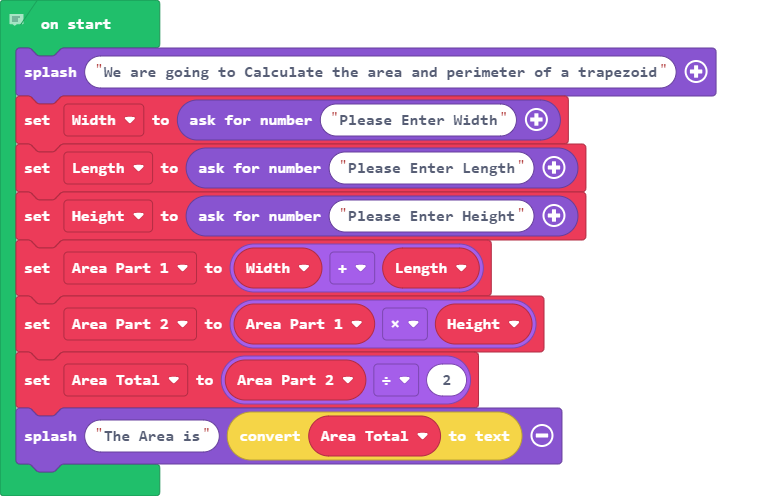 on start
splash "We are going to Calculate the area and perimeter of a trapezoid"
set Width to ask for number "Please Enter Width"
set Length to ask for number "Please Enter Length"
set Height to ask for number "Please Enter Height"
set Area Part 1 to Width + Length
set Area Part 2 to Area Part 1 × Height
set Area Total to Area Part 2 ÷ 2
splash "The Area is" convert Area Total to text